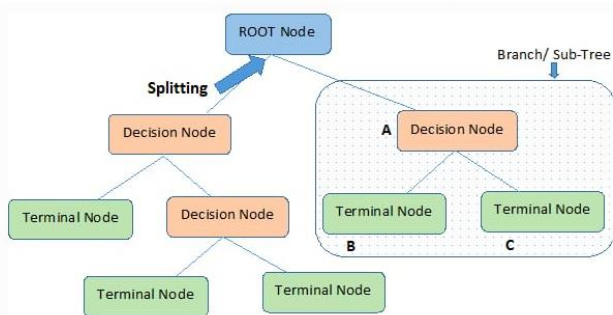 ROOT Node
Branch/ Sub-Tree
Splitting
A
Decision Node
Decision Node
Terminal Node
Decision Node
Terminal Node
Terminal Node
B
C
Terminal Node
Terminal Node